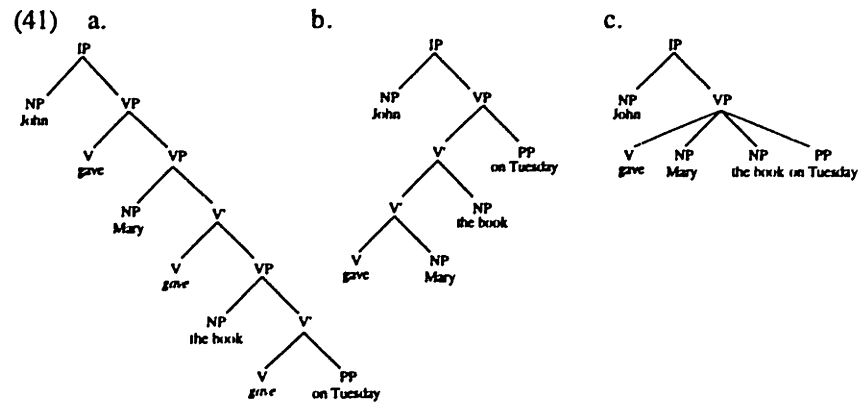 (41) a. b. c.
IP IP IP
NP VP NP VP NP VP
John John John
V VP V' PP V NP NP PP
gave on Tuesday gave Mary the book on Tuesday
NP V' V' NP
Mary the book
V VP V NP
gave gave Mary
NP V'
the book
V PP
gave on Tuesday